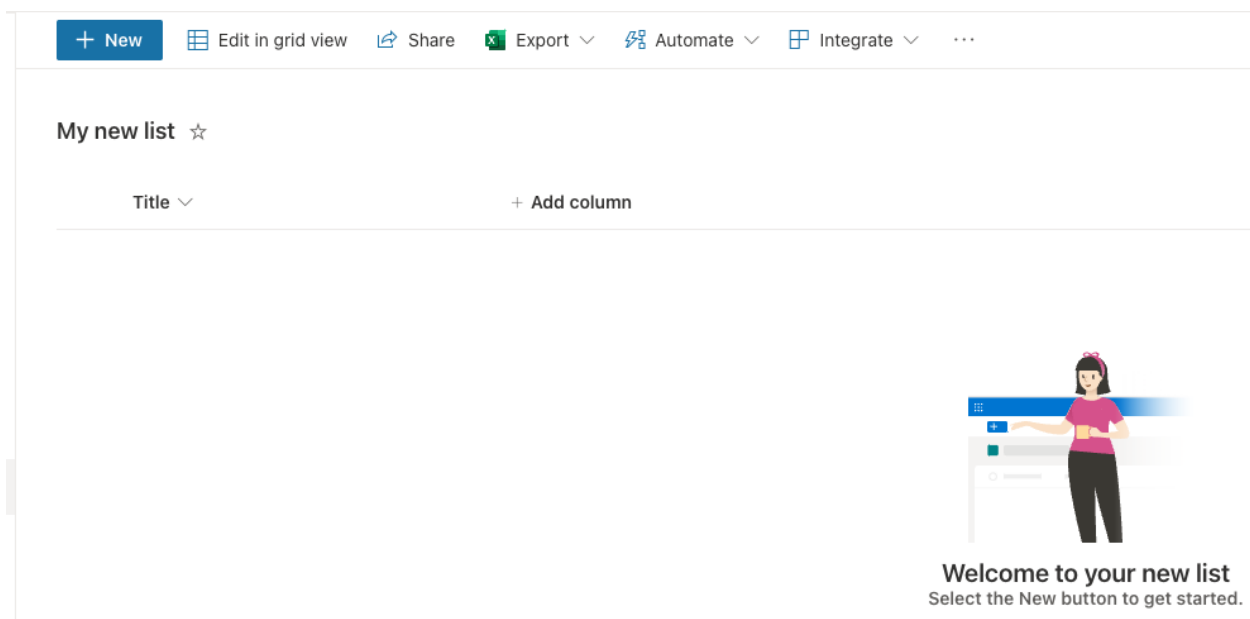 + New Edit in grid view Share Export Automate Integrate ...
My new list
Title + Add column
Welcome to your new list
Select the New button to get started.